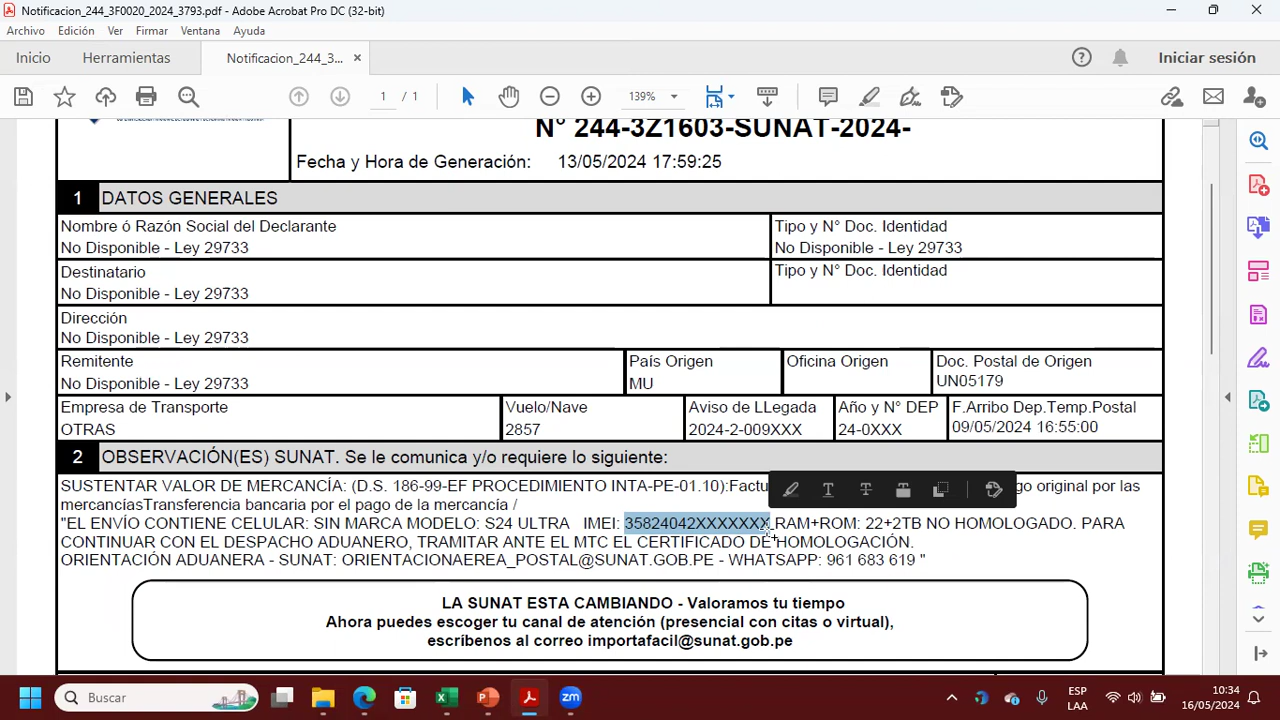 Notificacion_244_3F0020_2024_3793.pdf - Adobe Acrobat Pro DC (32-bit)
Archivo Edición Ver Firmar Ventana Ayuda
Inicio Herramientas Notificacion_244_3... × Iniciar sesión
1 / 1 139%
N° 244-3Z1603-SUNAT-2024-
Fecha y Hora de Generación: 13/05/2024 17:59:25
1 DATOS GENERALES
Nombre ó Razón Social del Declarante Tipo y N° Doc. Identidad
No Disponible - Ley 29733 No Disponible - Ley 29733
Destinatario Tipo y N° Doc. Identidad
No Disponible - Ley 29733
Dirección
No Disponible - Ley 29733
Remitente País Origen Oficina Origen Doc. Postal de Origen
No Disponible - Ley 29733 MU UN05179
Empresa de Transporte Vuelo/Nave Aviso de LLegada Año y N° DEP F.Arribo Dep.Temp.Postal
OTRAS 2857 2024-2-009XXX 24-0XXX 09/05/2024 16:55:00
2 OBSERVACIÓN(ES) SUNAT. Se le comunica y/o requiere lo siguiente:
SUSTENTAR VALOR DE MERCANCÍA: (D.S. 186-99-EF PROCEDIMIENTO INTA-PE-01.10):Factu go original por las
mercancíasTransferencia bancaria por el pago de la mercancía /
"EL ENVÍO CONTIENE CELULAR: SIN MARCA MODELO: S24 ULTRA IMEI: 35824042XXXXXXX RAM+ROM: 22+2TB NO HOMOLOGADO. PARA
CONTINUAR CON EL DESPACHO ADUANERO, TRAMITAR ANTE EL MTC EL CERTIFICADO DE HOMOLOGACIÓN.
ORIENTACIÓN ADUANERA - SUNAT: ORIENTACIONAEREA_POSTAL@SUNAT.GOB.PE - WHATSAPP: 961 683 619 "
LA SUNAT ESTA CAMBIANDO - Valoramos tu tiempo
Ahora puedes escoger tu canal de atención (presencial con citas o virtual),
escríbenos al correo importafacil@sunat.gob.pe
Buscar ESP 10:34
LAA 16/05/2024